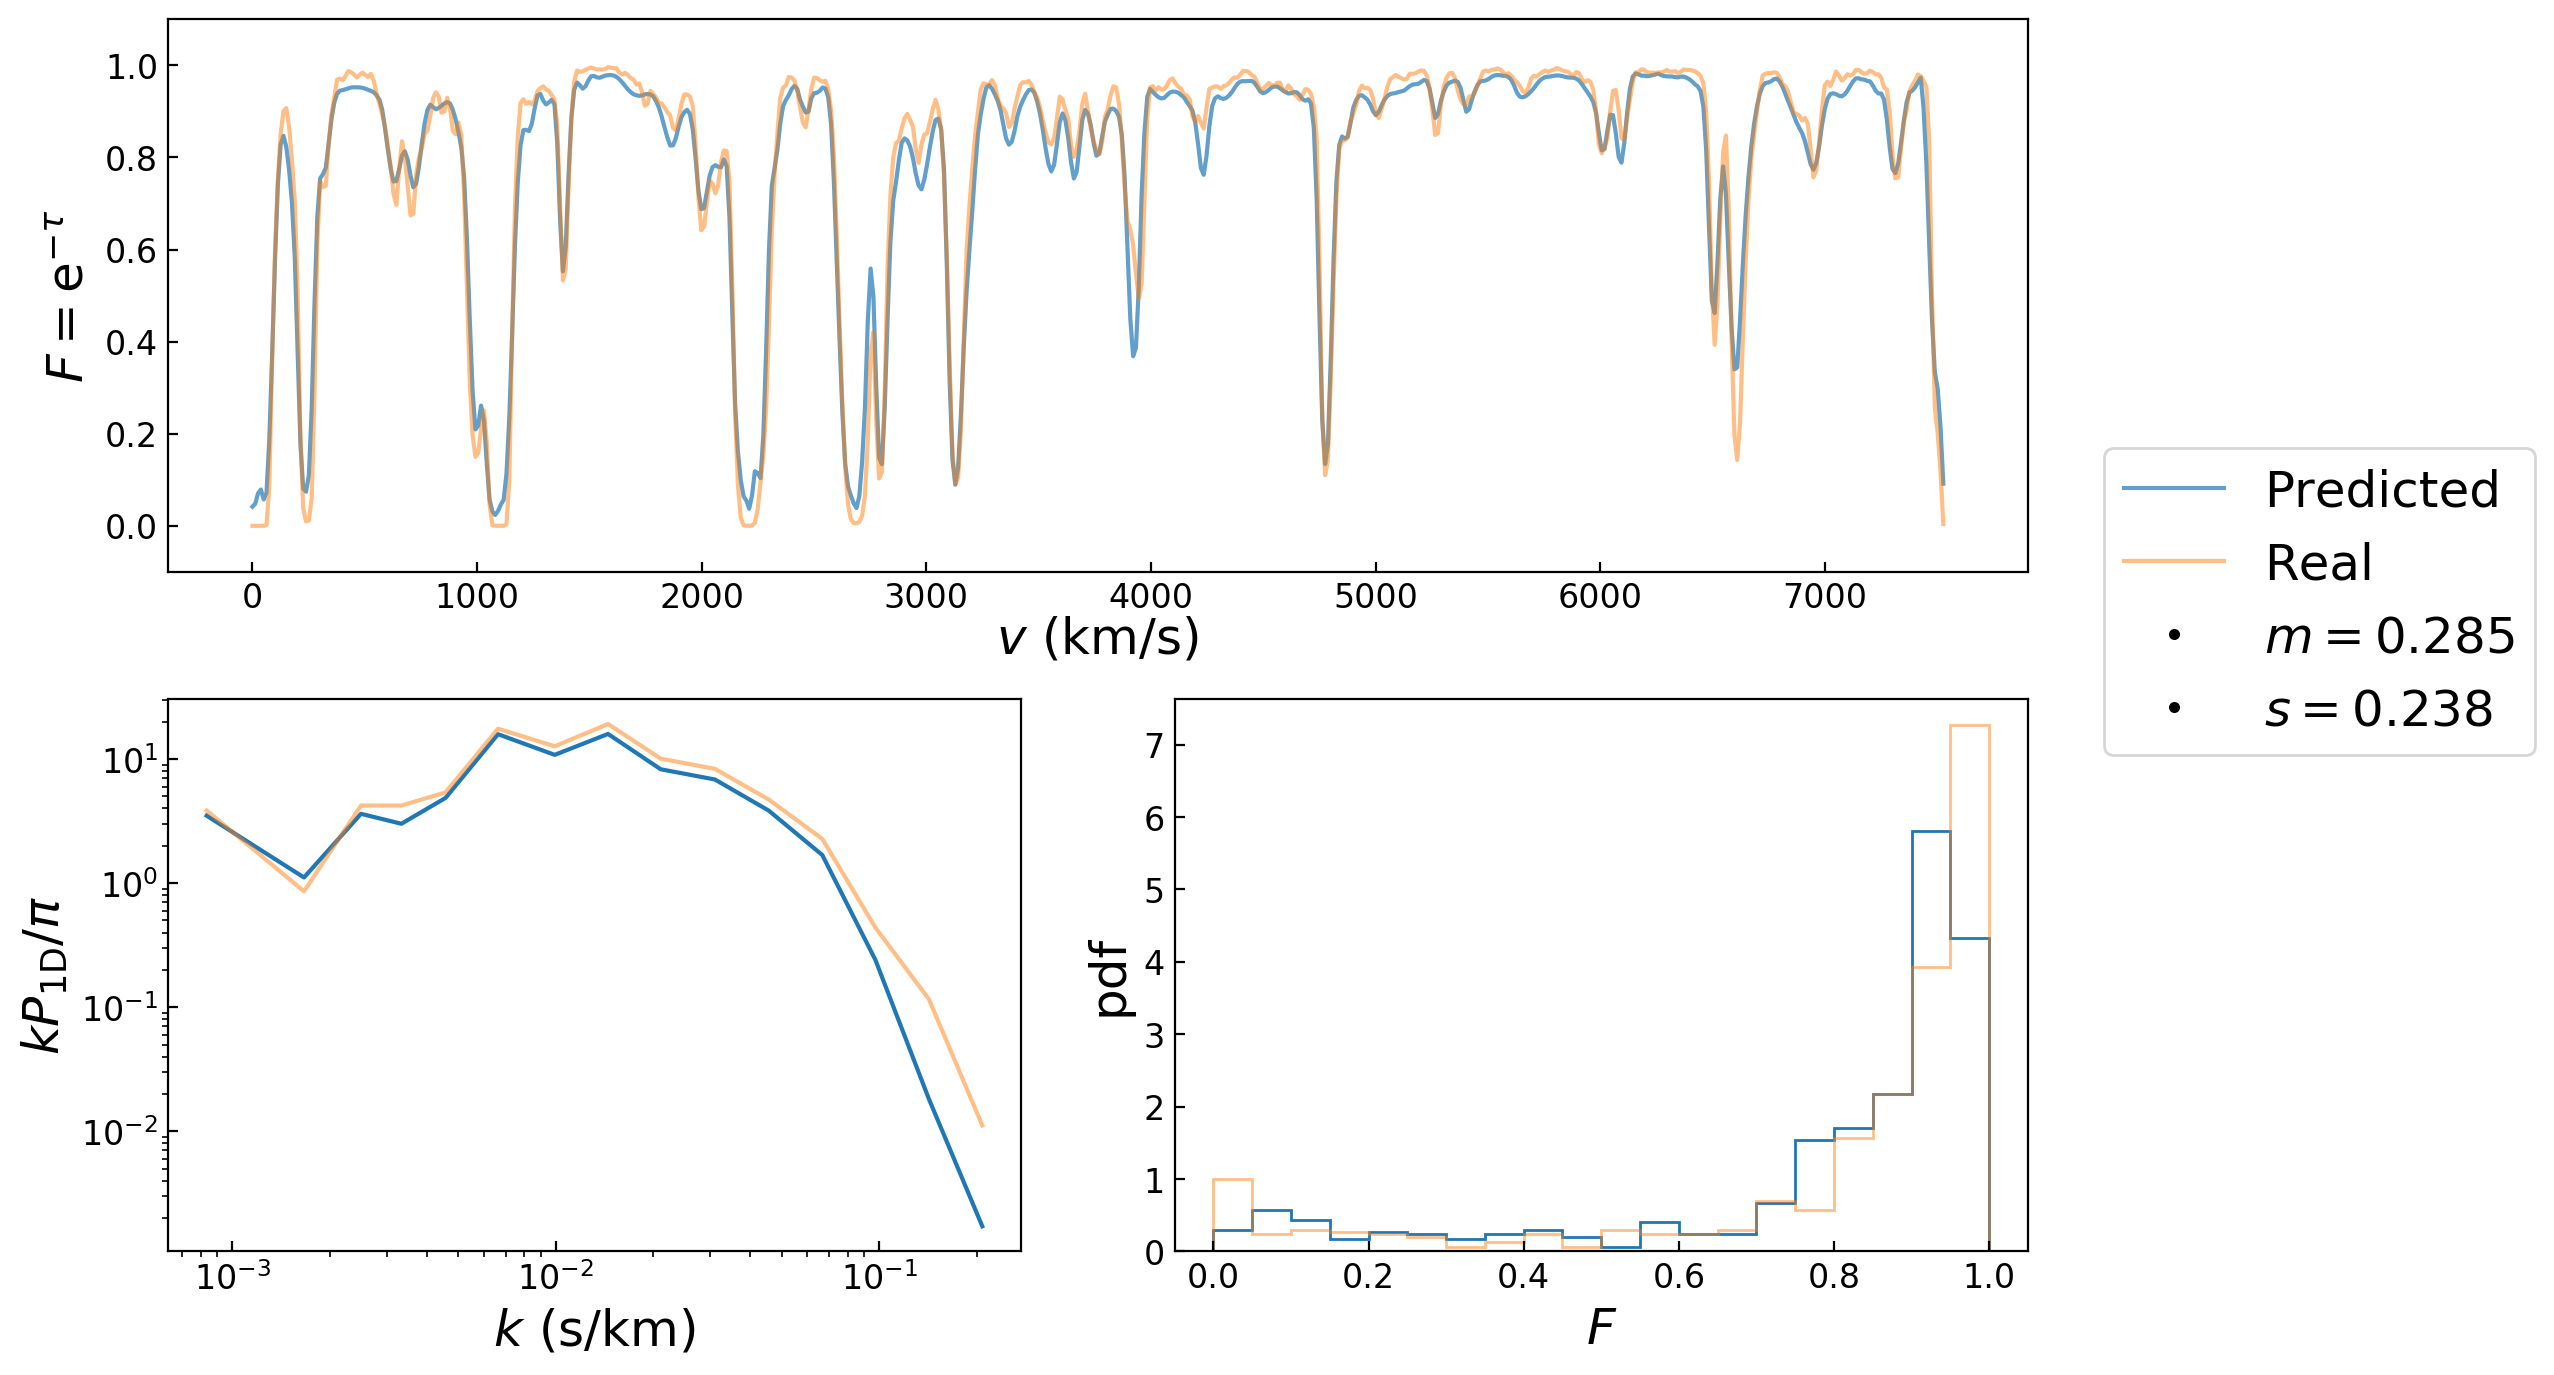 F = e^{−τ}
1.0
0.8
0.6
0.4
0.2
0.0
0 1000 2000 3000 4000 5000 6000 7000
v (km/s)
Predicted
Real
• m = 0.285
• s = 0.238
kP_{1D}/π
10^1
10^0
10^{−1}
10^{−2}
10^{−3} 10^{−2} 10^{−1}
k (s/km)
pdf
7
6
5
4
3
2
1
0
0.0 0.2 0.4 0.6 0.8 1.0
F